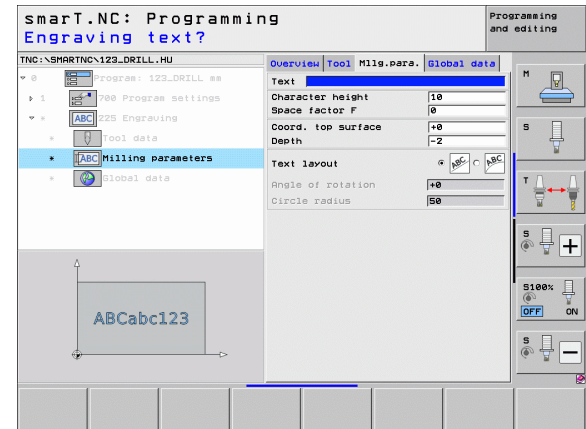 smarT.NC: Programming
Engraving text?
Programming
and editing
TNC:\SMARTNC\123_DRILL.HU
0 Program: 123_DRILL mm
1 700 Program settings
ABC 225 Engraving
Tool data
ABC Milling parameters
Global data
Overview Tool Mllg.para. Global data
Text
Character height 10
Space factor F 0
Coord. top surface +0
Depth -2
Text layout ABC ABC
Angle of rotation +0
Circle radius 50
ABCabc123
M
S
T
S
S100%
OFF ON
S